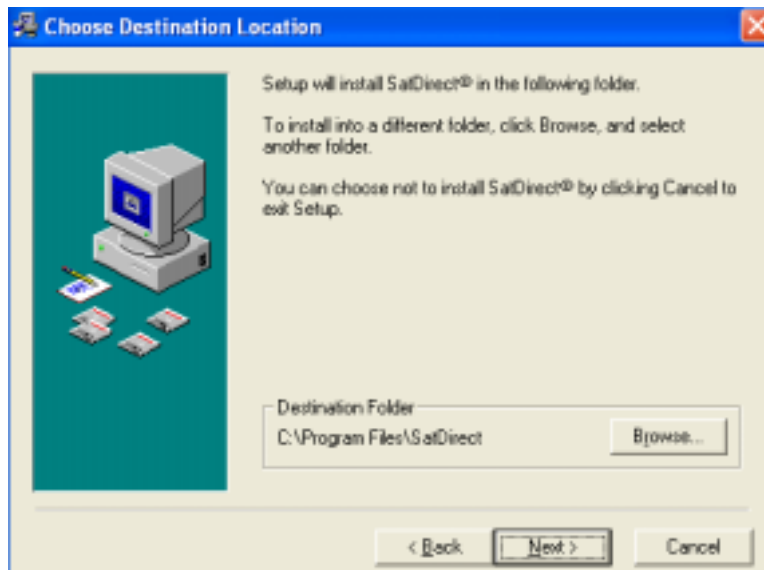 Choose Destination Location
Setup will install SatDirect® in the following folder.
To install into a different folder, click Browse, and select
another folder.
You can choose not to install SatDirect® by clicking Cancel to
exit Setup.
Destination Folder
C:\Program Files\SatDirect
Browse...
< Back
Next >
Cancel